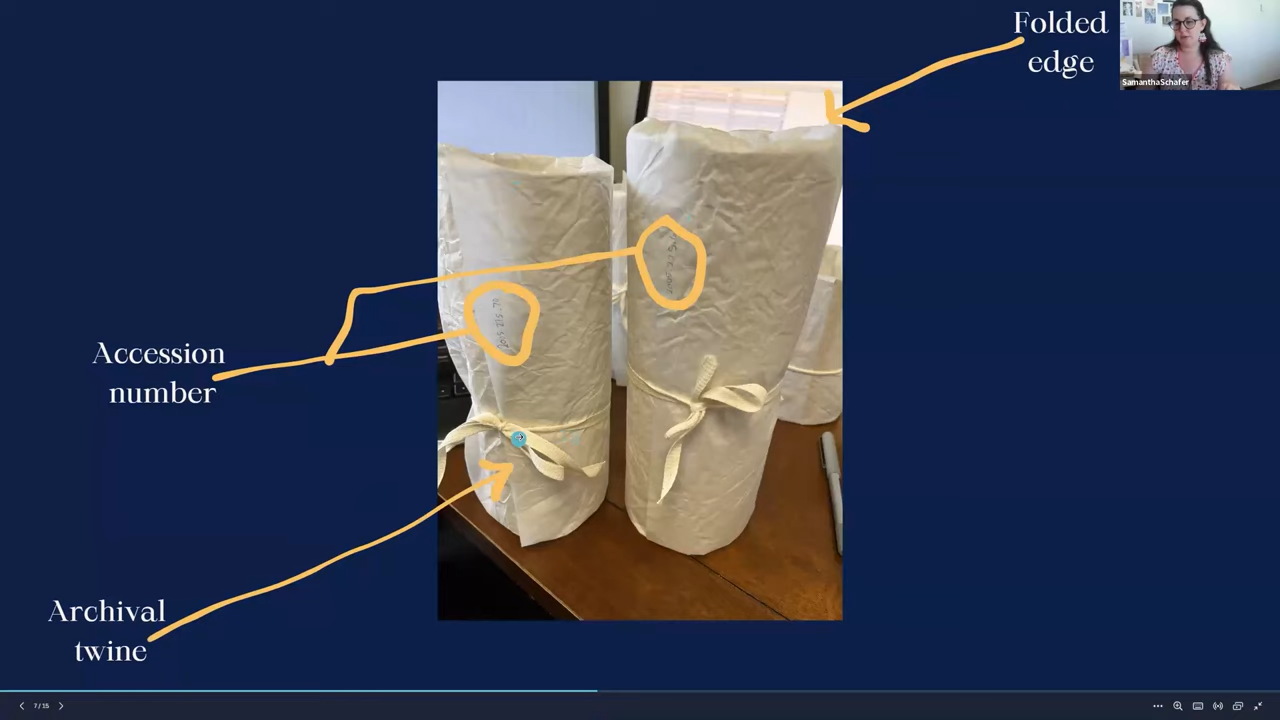 Folded
edge
SamanthaSchafer
Accession
number
Archival
twine
7/15